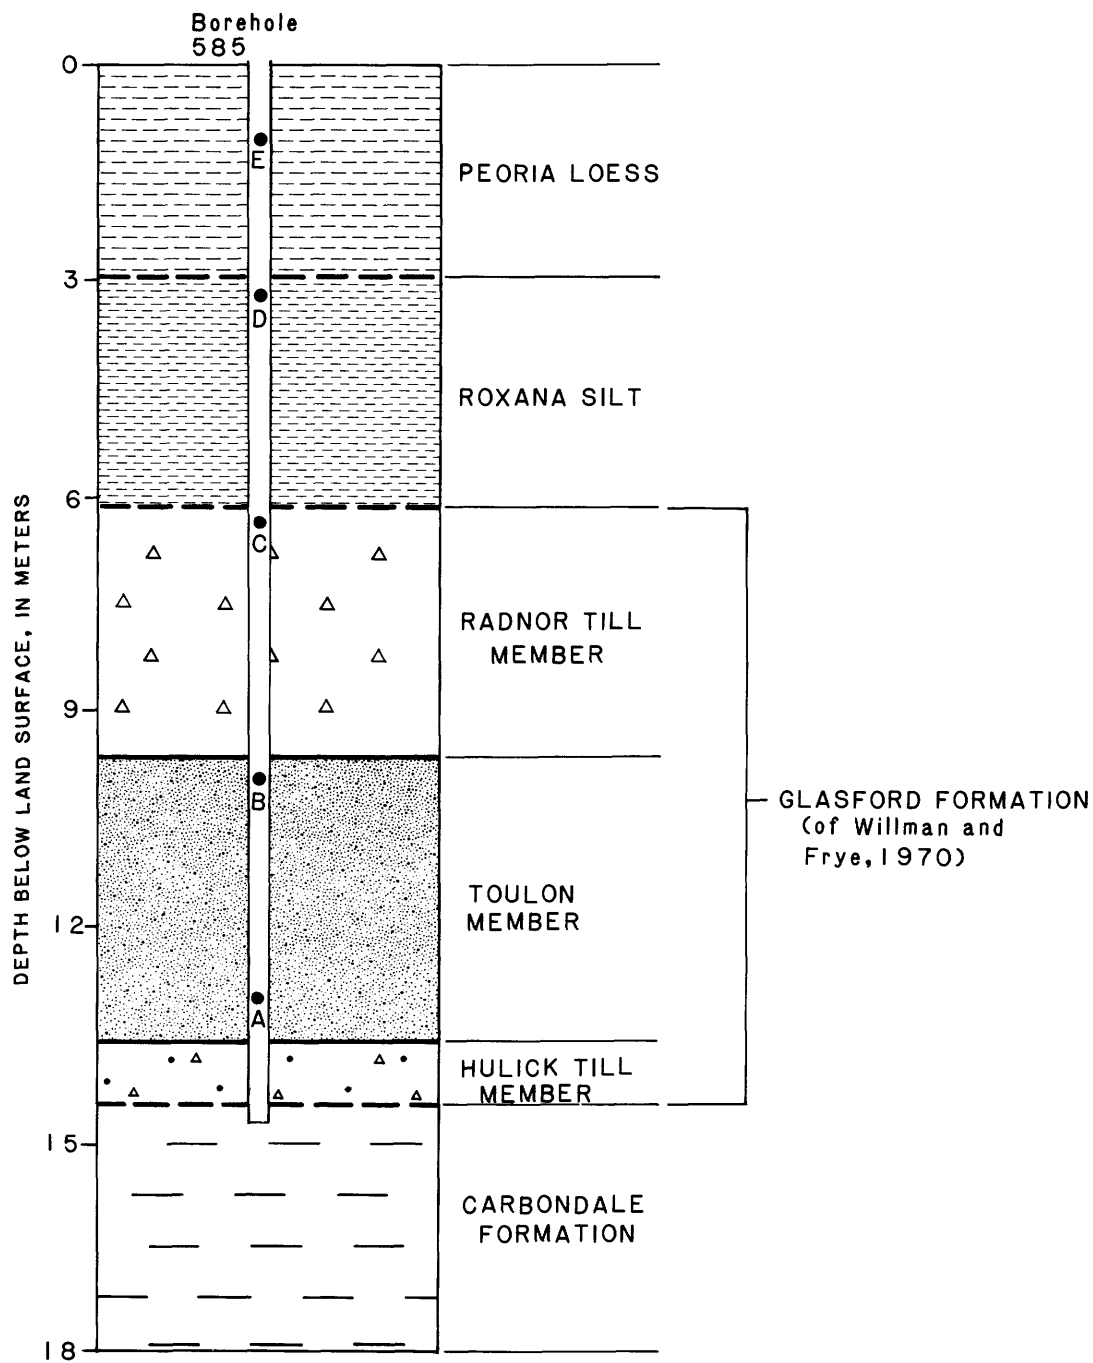 Borehole
585
0
E
PEORIA LOESS
3
D
ROXANA SILT
6
C
RADNOR TILL
MEMBER
9
B
GLASFORD FORMATION
(of Willman and
Frye, 1970)
TOULON
MEMBER
12
A
HULICK TILL
MEMBER
15
CARBONDALE
FORMATION
18
DEPTH BELOW LAND SURFACE, IN METERS